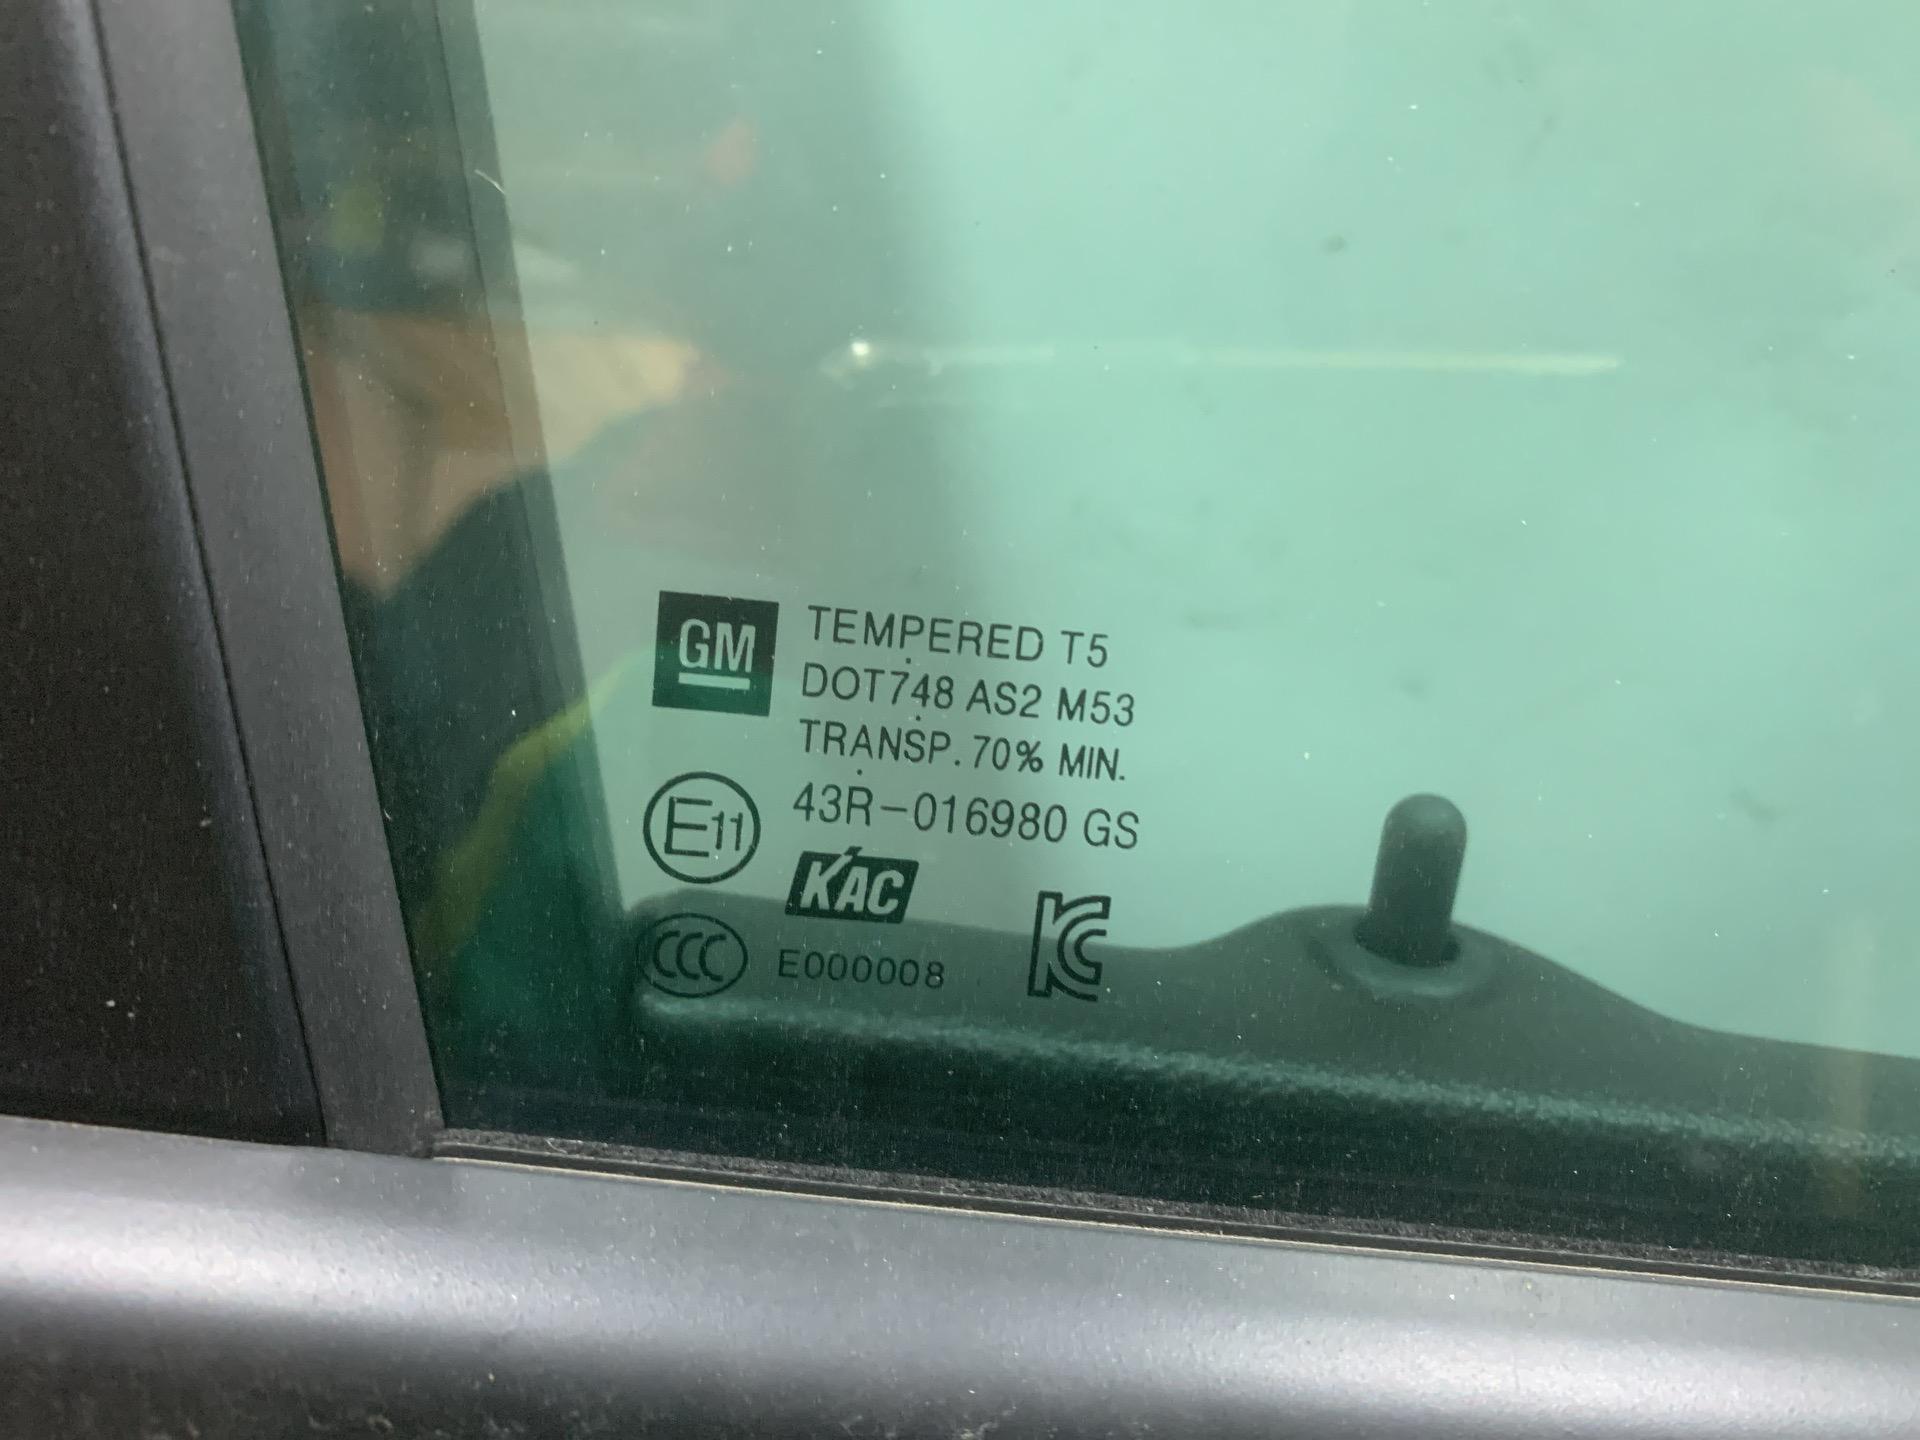 GM
TEMPERED T5
DOT748 AS2 M53
TRANSP. 70% MIN.
E11
43R-016980 GS
KAC
CCC
E000008
KC